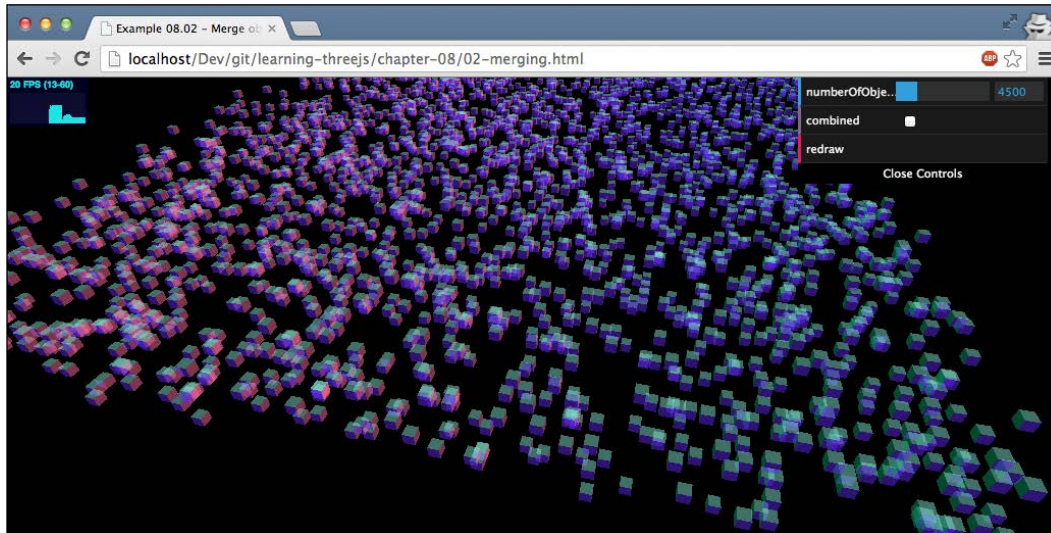 Example 08.02 – Merge ob
localhost/Dev/git/learning-threejs/chapter-08/02-merging.html
ABP
20 FPS (13-60)
numberOfObje... 4500
combined
redraw
Close Controls